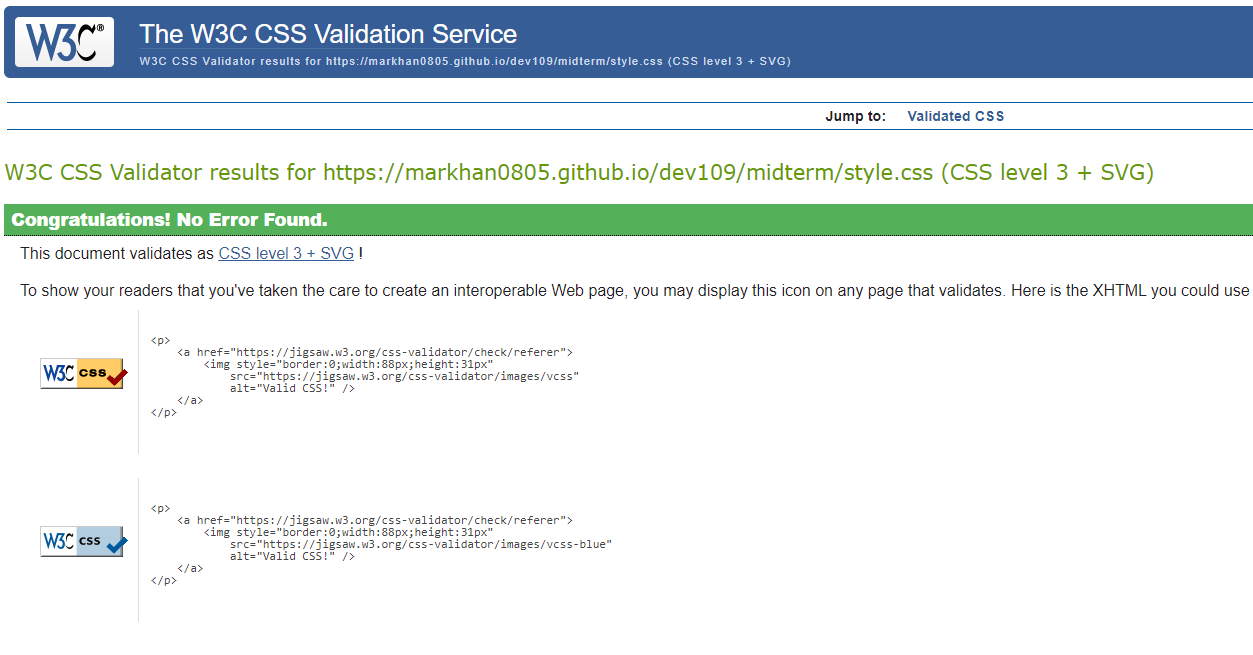 W3C®
The W3C CSS Validation Service
W3C CSS Validator results for https://markhan0805.github.io/dev109/midterm/style.css (CSS level 3 + SVG)
Jump to: Validated CSS
W3C CSS Validator results for https://markhan0805.github.io/dev109/midterm/style.css (CSS level 3 + SVG)
Congratulations! No Error Found.
This document validates as CSS level 3 + SVG !
To show your readers that you've taken the care to create an interoperable Web page, you may display this icon on any page that validates. Here is the XHTML you could use
W3C css
<p>
    <a href="https://jigsaw.w3.org/css-validator/check/referer">
        <img style="border:0;width:88px;height:31px"
            src="https://jigsaw.w3.org/css-validator/images/vcss"
            alt="Valid CSS!" />
    </a>
</p>
W3C css
<p>
    <a href="https://jigsaw.w3.org/css-validator/check/referer">
        <img style="border:0;width:88px;height:31px"
            src="https://jigsaw.w3.org/css-validator/images/vcss-blue"
            alt="Valid CSS!" />
    </a>
</p>